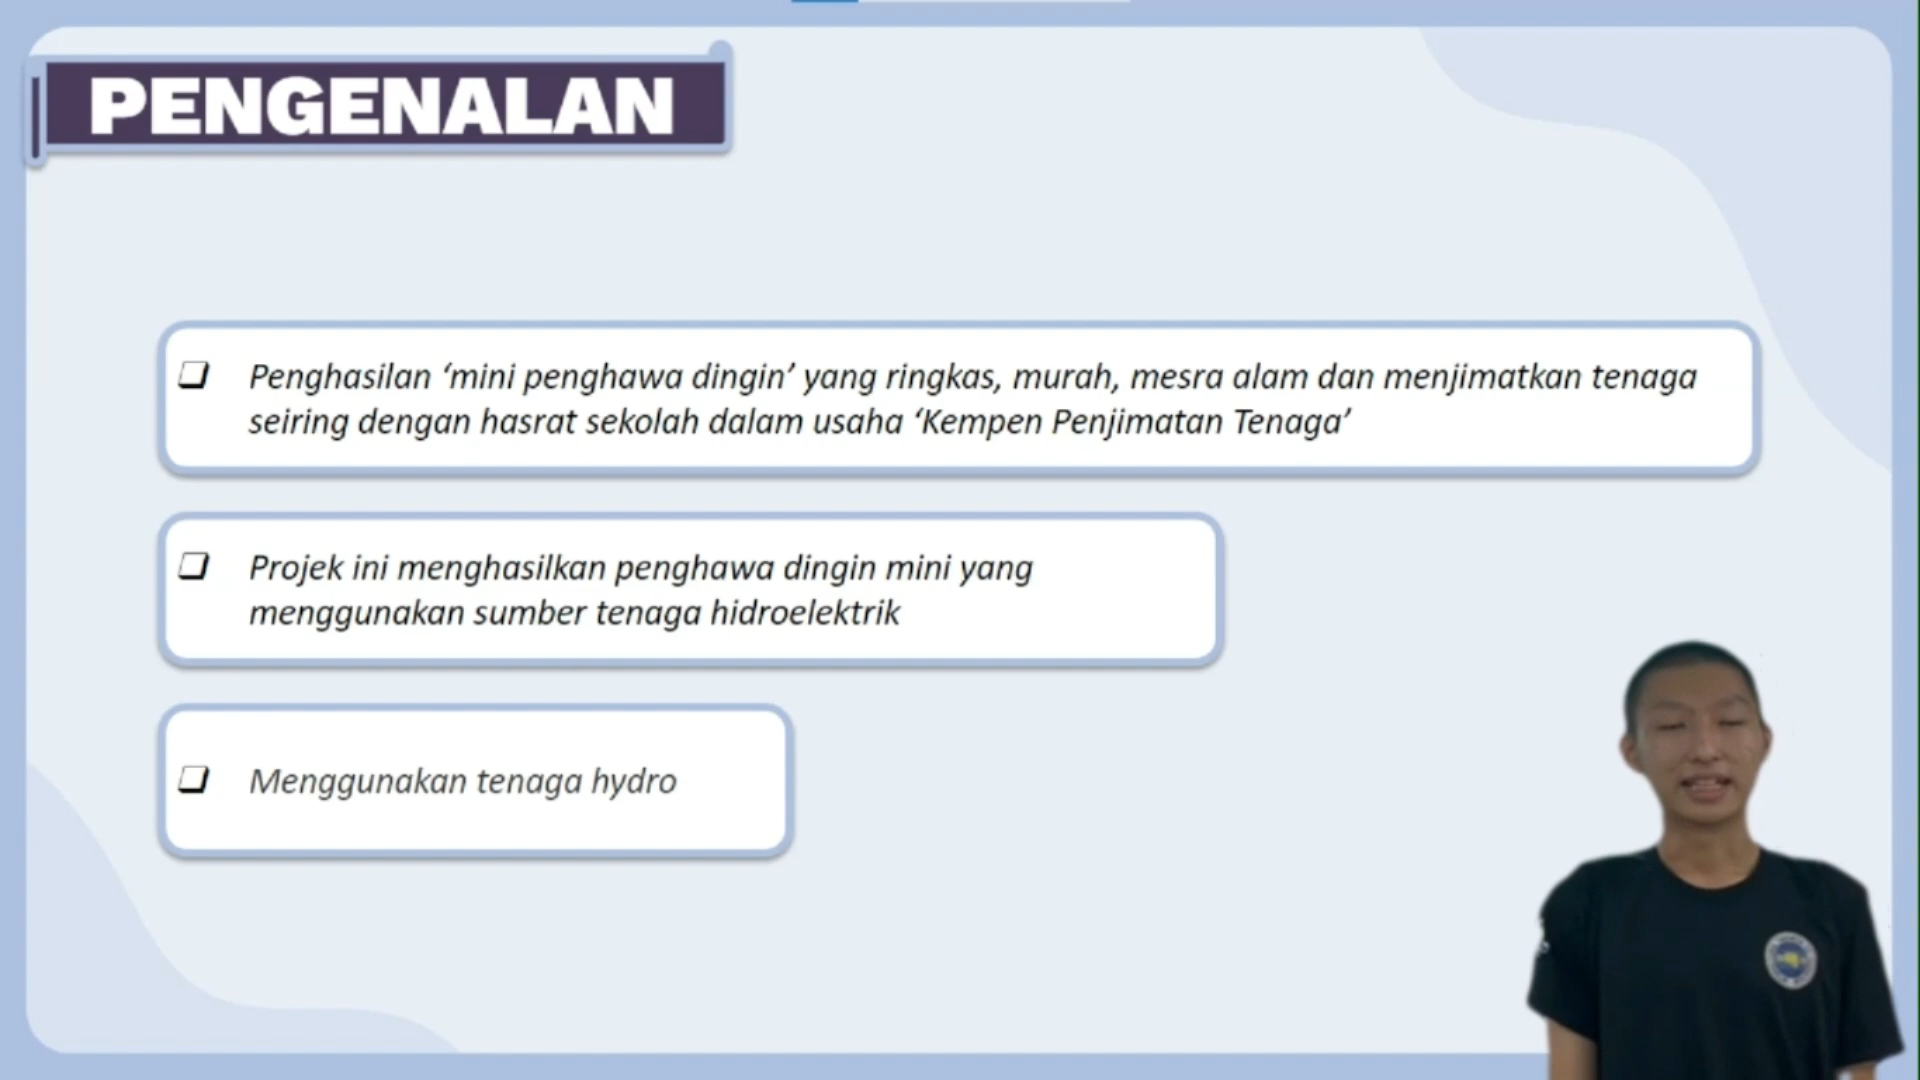 PENGENALAN
❑ Penghasilan ‘mini penghawa dingin’ yang ringkas, murah, mesra alam dan menjimatkan tenaga
seiring dengan hasrat sekolah dalam usaha ‘Kempen Penjimatan Tenaga’
❑ Projek ini menghasilkan penghawa dingin mini yang
menggunakan sumber tenaga hidroelektrik
❑ Menggunakan tenaga hydro